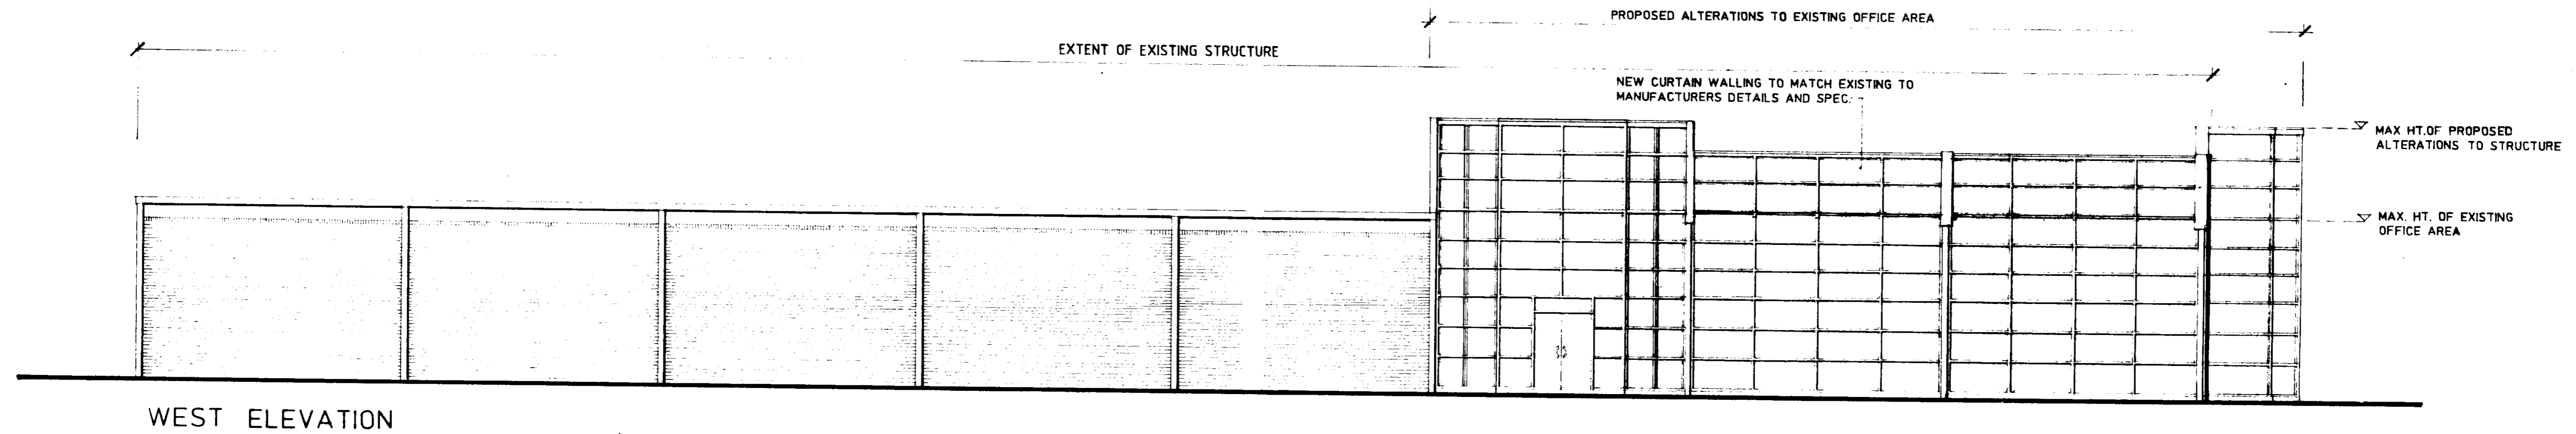 PROPOSED ALTERATIONS TO EXISTING OFFICE AREA
EXTENT OF EXISTING STRUCTURE
NEW CURTAIN WALLING TO MATCH EXISTING TO
MANUFACTURERS DETAILS AND SPEC.
MAX HT.OF PROPOSED
ALTERATIONS TO STRUCTURE
MAX. HT. OF EXISTING
OFFICE AREA
WEST ELEVATION